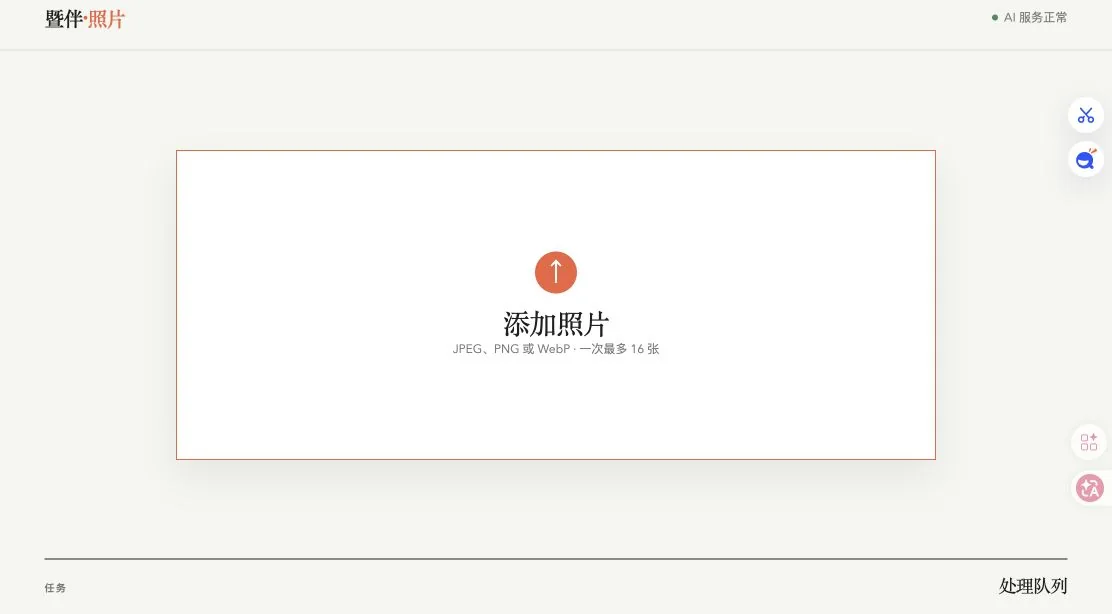 暨伴·照片
AI 服务正常
添加照片
JPEG、PNG 或 WebP · 一次最多 16 张
任务
处理队列